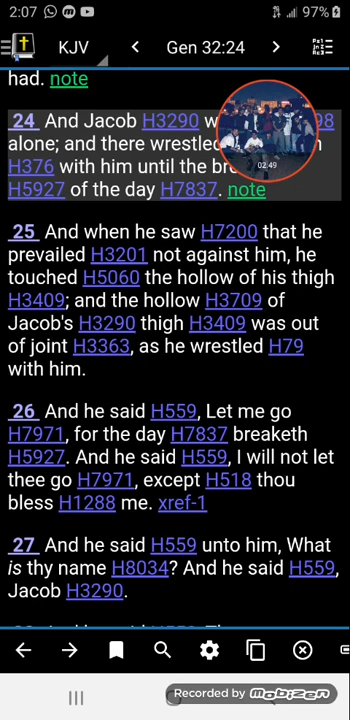 2:07 97%
KJV Gen 32:24
had. note
24 And Jacob H3290 98
alone; and there wrestled
H376 with him until the
H5927 of the day H7837. note
02:49
25 And when he saw H7200 that he
prevailed H3201 not against him, he
touched H5060 the hollow of his thigh
H3409; and the hollow H3709 of
Jacob's H3290 thigh H3409 was out
of joint H3363, as he wrestled H79
with him.
26 And he said H559, Let me go
H7971, for the day H7837 breaketh
H5927. And he said H559, I will not let
thee go H7971, except H518 thou
bless H1288 me. xref-1
27 And he said H559 unto him, What
is thy name H8034? And he said H559,
Jacob H3290.
Recorded by Mobizen